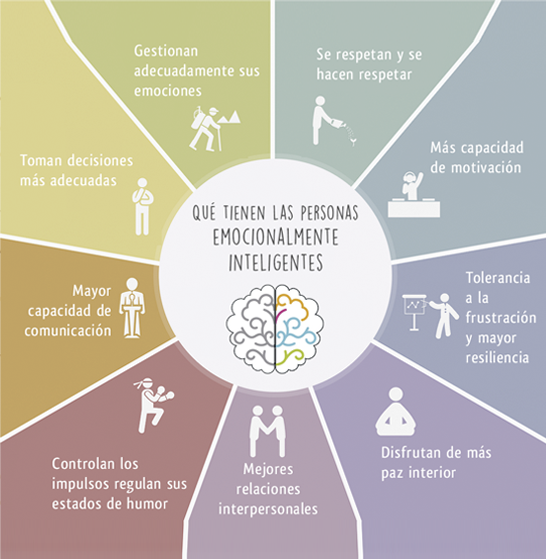 QUÉ TIENEN LAS PERSONAS
EMOCIONALMENTE
INTELIGENTES
Gestionan
adecuadamente sus
emociones
Se respetan y se
hacen respetar
Más capacidad
de motivación
Tolerancia
a la
frustración
y mayor
resiliencia
Disfrutan de más
paz interior
Mejores
relaciones
interpersonales
Controlan los
impulsos regulan sus
estados de humor
Mayor
capacidad de
comunicación
Toman decisiones
más adecuadas